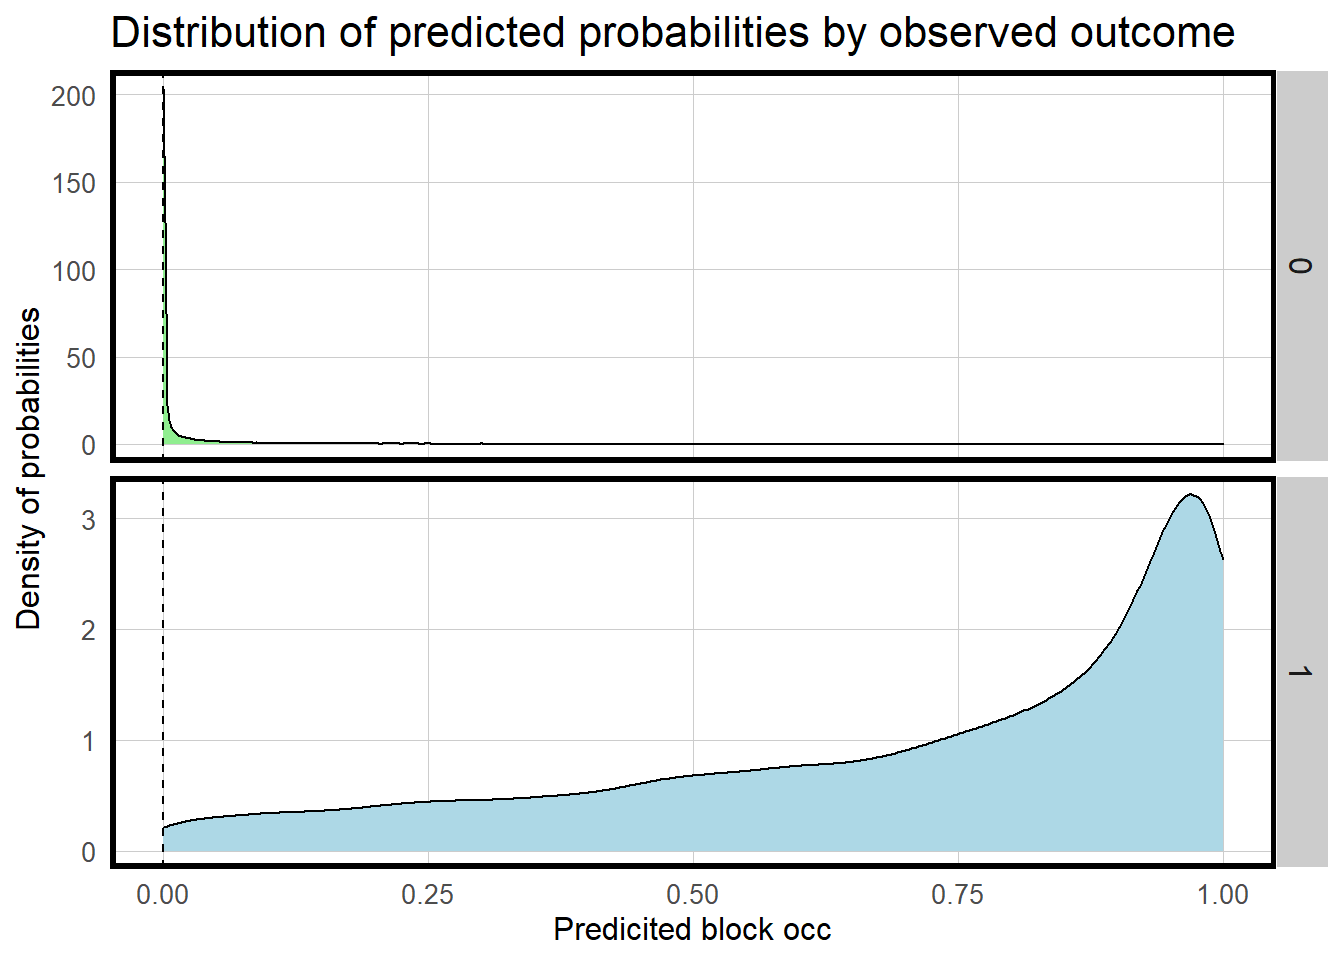 Distribution of predicted probabilities by observed outcome
Density of probabilities
200
150
100
50
0
0
3
2
1
0
1
0.00 0.25 0.50 0.75 1.00
Predicited block occ